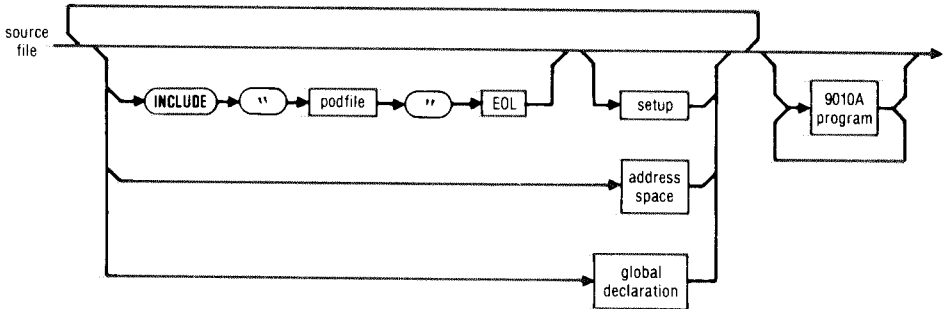 source
file
INCLUDE " podfile " EOL setup
9010A
program
address
space
global
declaration